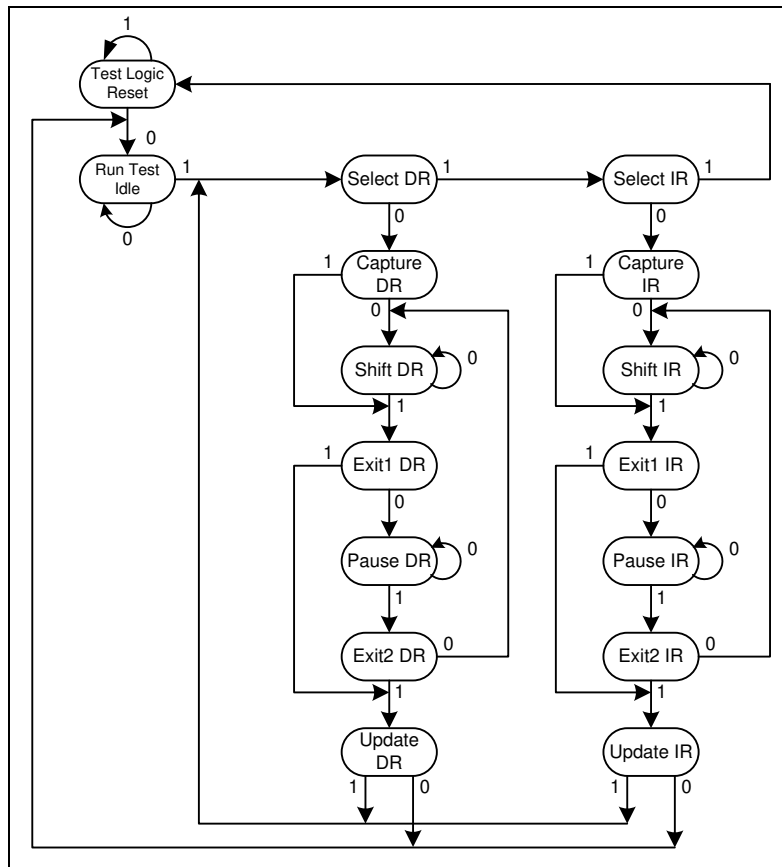 1
Test Logic
Reset
0
Run Test
Idle
1
0
Select DR
1
0
Select IR
1
0
1
Capture
DR
0
1
Capture
IR
0
Shift DR
0
1
Shift IR
0
1
1
Exit1 DR
0
1
Exit1 IR
0
Pause DR
0
1
Pause IR
0
1
Exit2 DR
0
1
Exit2 IR
0
1
Update
DR
1
0
Update IR
1
0